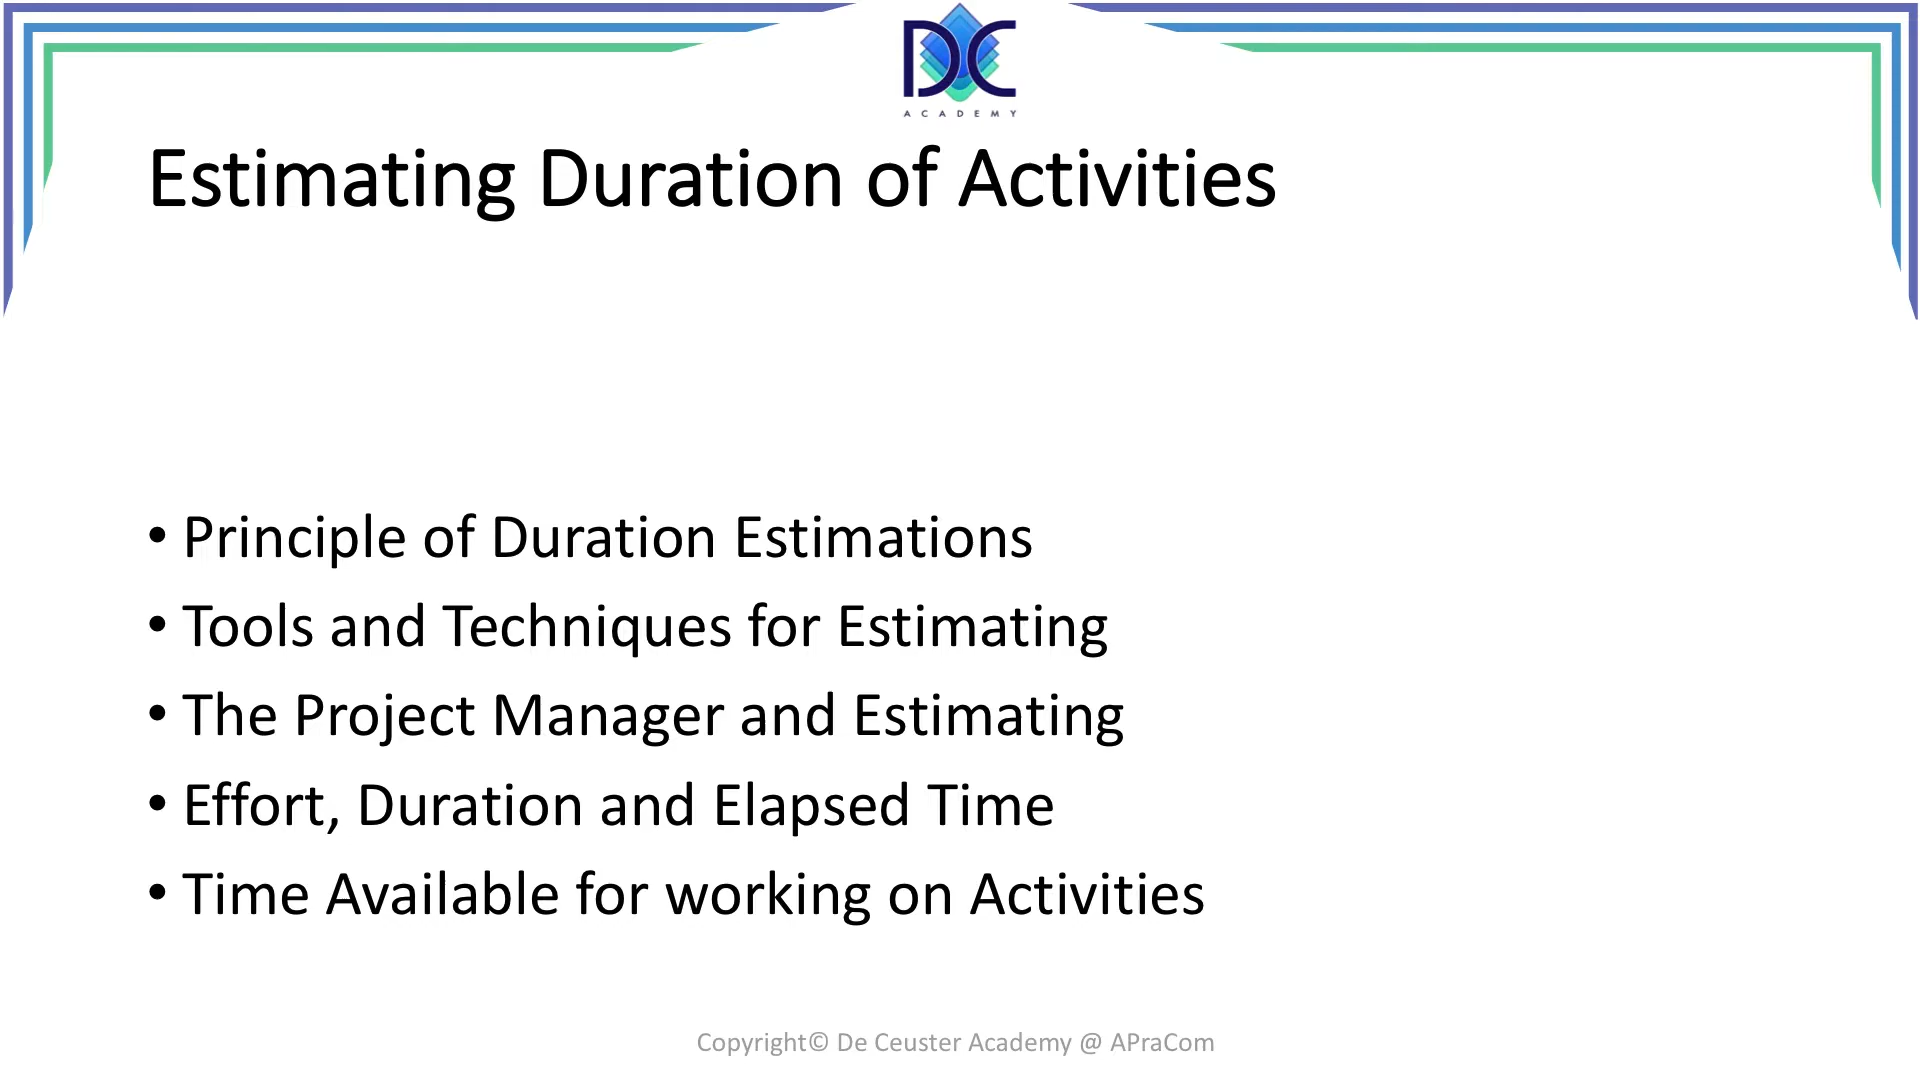 DC
ACADEMY
Estimating Duration of Activities
• Principle of Duration Estimations
• Tools and Techniques for Estimating
• The Project Manager and Estimating
• Effort, Duration and Elapsed Time
• Time Available for working on Activities
Copyright© De Ceuster Academy @ APraCom